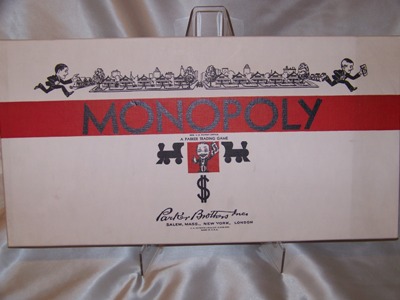 MONOPOLY
A PARKER TRADING GAME
$
Parker Brothers Inc.
SALEM, MASS., NEW YORK, LONDON